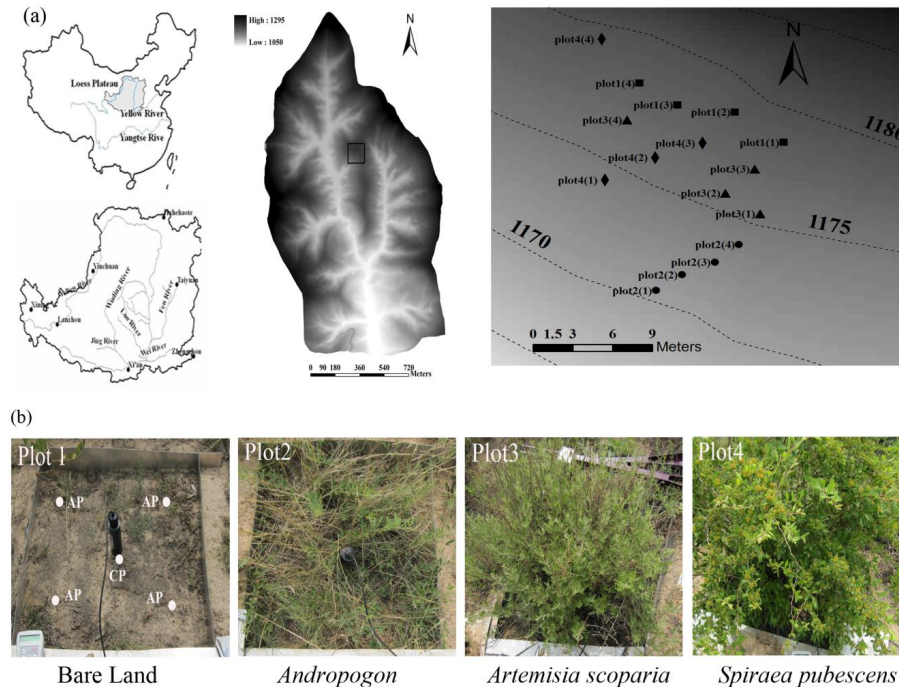 (a)
Loess Plateau
Yellow River
Yangtse Rive
Yinchuan
Taiyuan
Lanzhou
Fen River
Jing River
Wei River
Xi'an
High : 1295
Low : 1050
N
0 90 180 360 540 720
Meters
N
plot4(4)
plot1(4)
plot1(3)
plot1(2)
plot3(4)
plot4(3)
plot1(1)
plot4(2)
plot3(3)
plot4(1)
plot3(2)
plot3(1)
plot2(4)
plot2(3)
plot2(2)
plot2(1)
1180
1175
1170
0 1.5 3 6 9
Meters
(b)
Plot 1
AP
AP
CP
AP
AP
Bare Land
Plot2
Andropogon
Plot3
Artemisia scoparia
Plot4
Spiraea pubescens